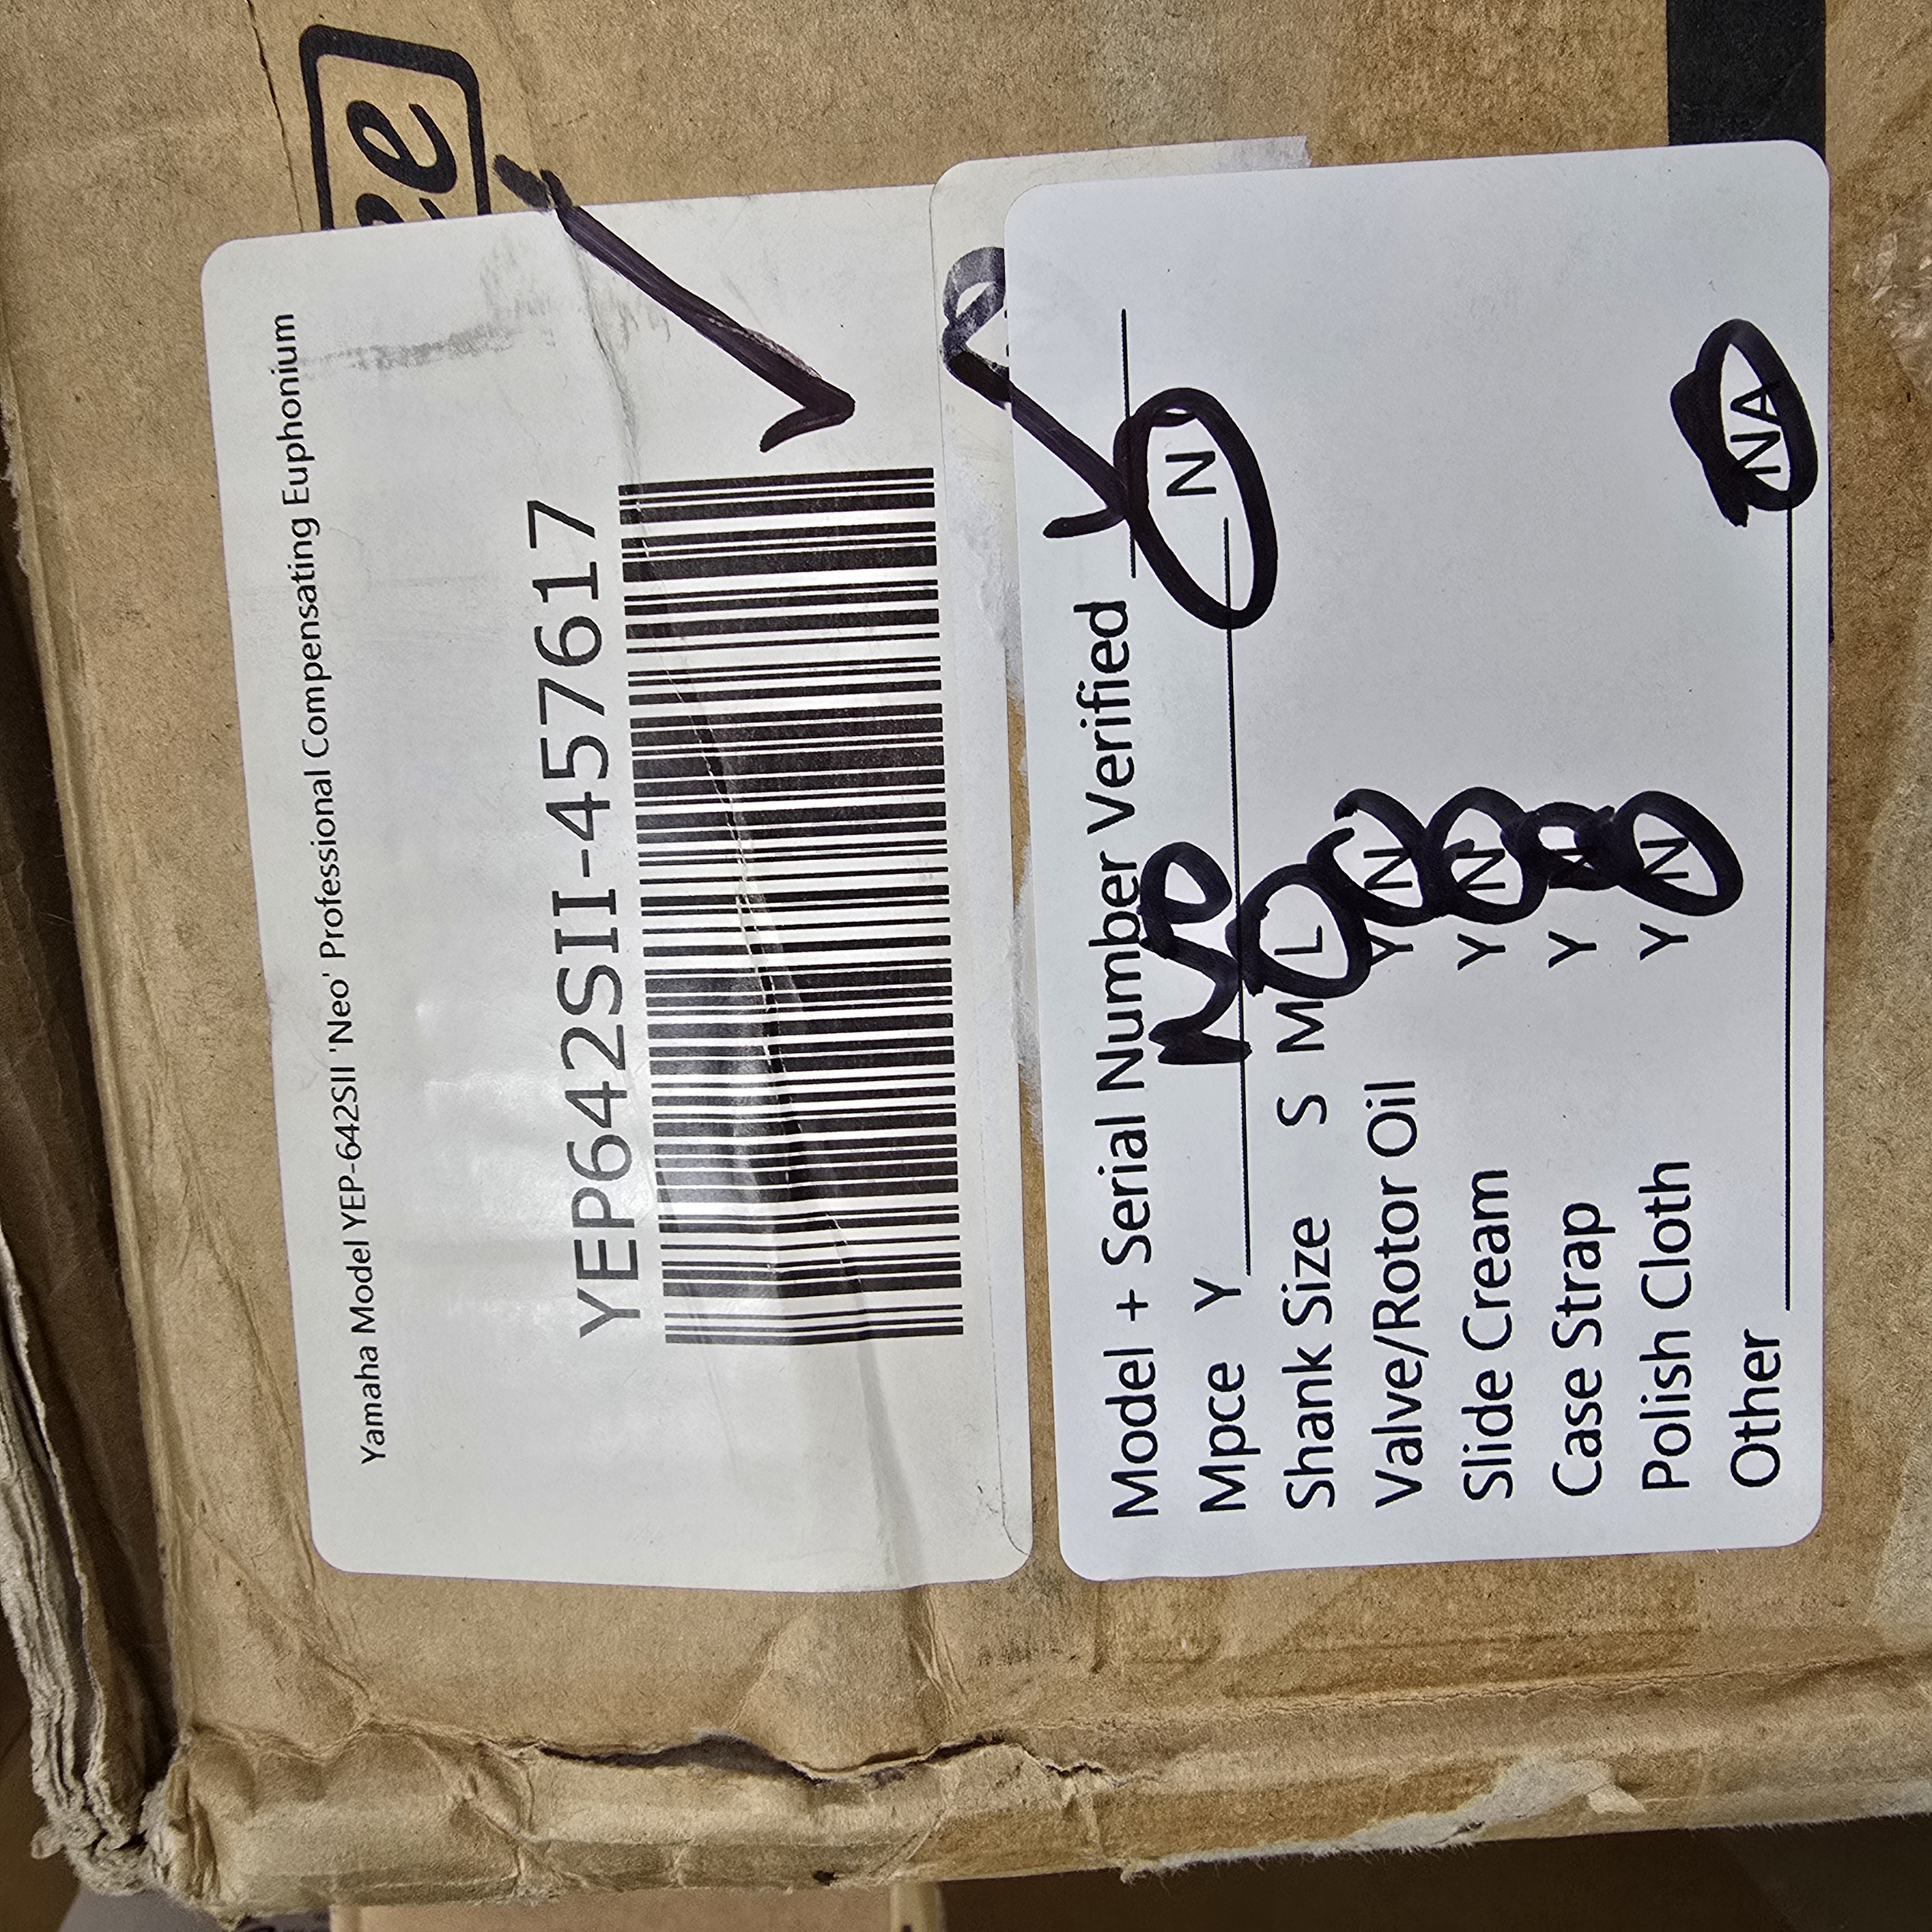 Yamaha Model YEP-642SII 'Neo' Professional Compensating Euphonium
YEP642SII-457617
Model + Serial Number Verified
Mpce Y NO N
Shank Size S M L
Valve/Rotor Oil Y N
Slide Cream Y N
Case Strap Y N
Polish Cloth Y N
Other NA